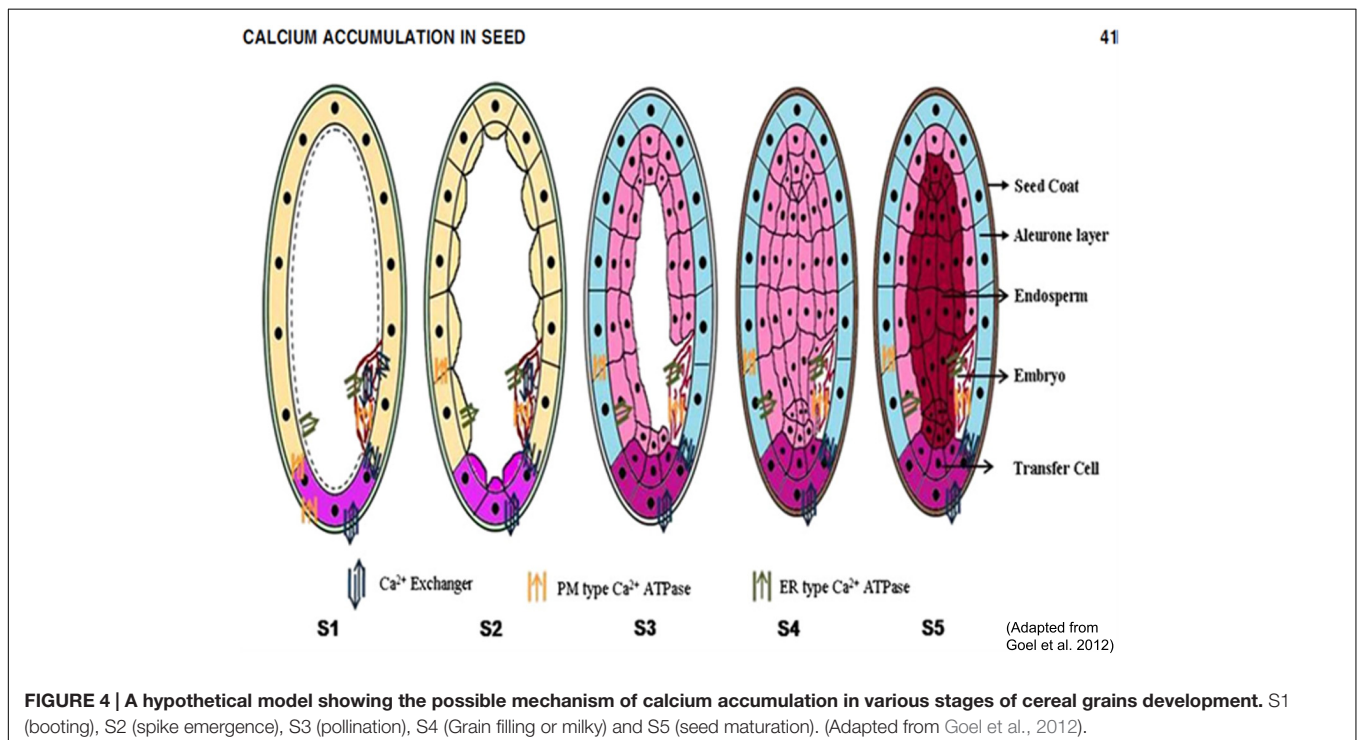 CALCIUM ACCUMULATION IN SEED 41
Seed Coat
Aleurone layer
Endosperm
Embryo
Transfer Cell
Ca²⁺ Exchanger PM type Ca²⁺ ATPase ER type Ca²⁺ ATPase
S1 S2 S3 S4 S5 (Adapted from
Goel et al. 2012)
FIGURE 4 | A hypothetical model showing the possible mechanism of calcium accumulation in various stages of cereal grains development. S1
(booting), S2 (spike emergence), S3 (pollination), S4 (Grain filling or milky) and S5 (seed maturation). (Adapted from Goel et al., 2012).